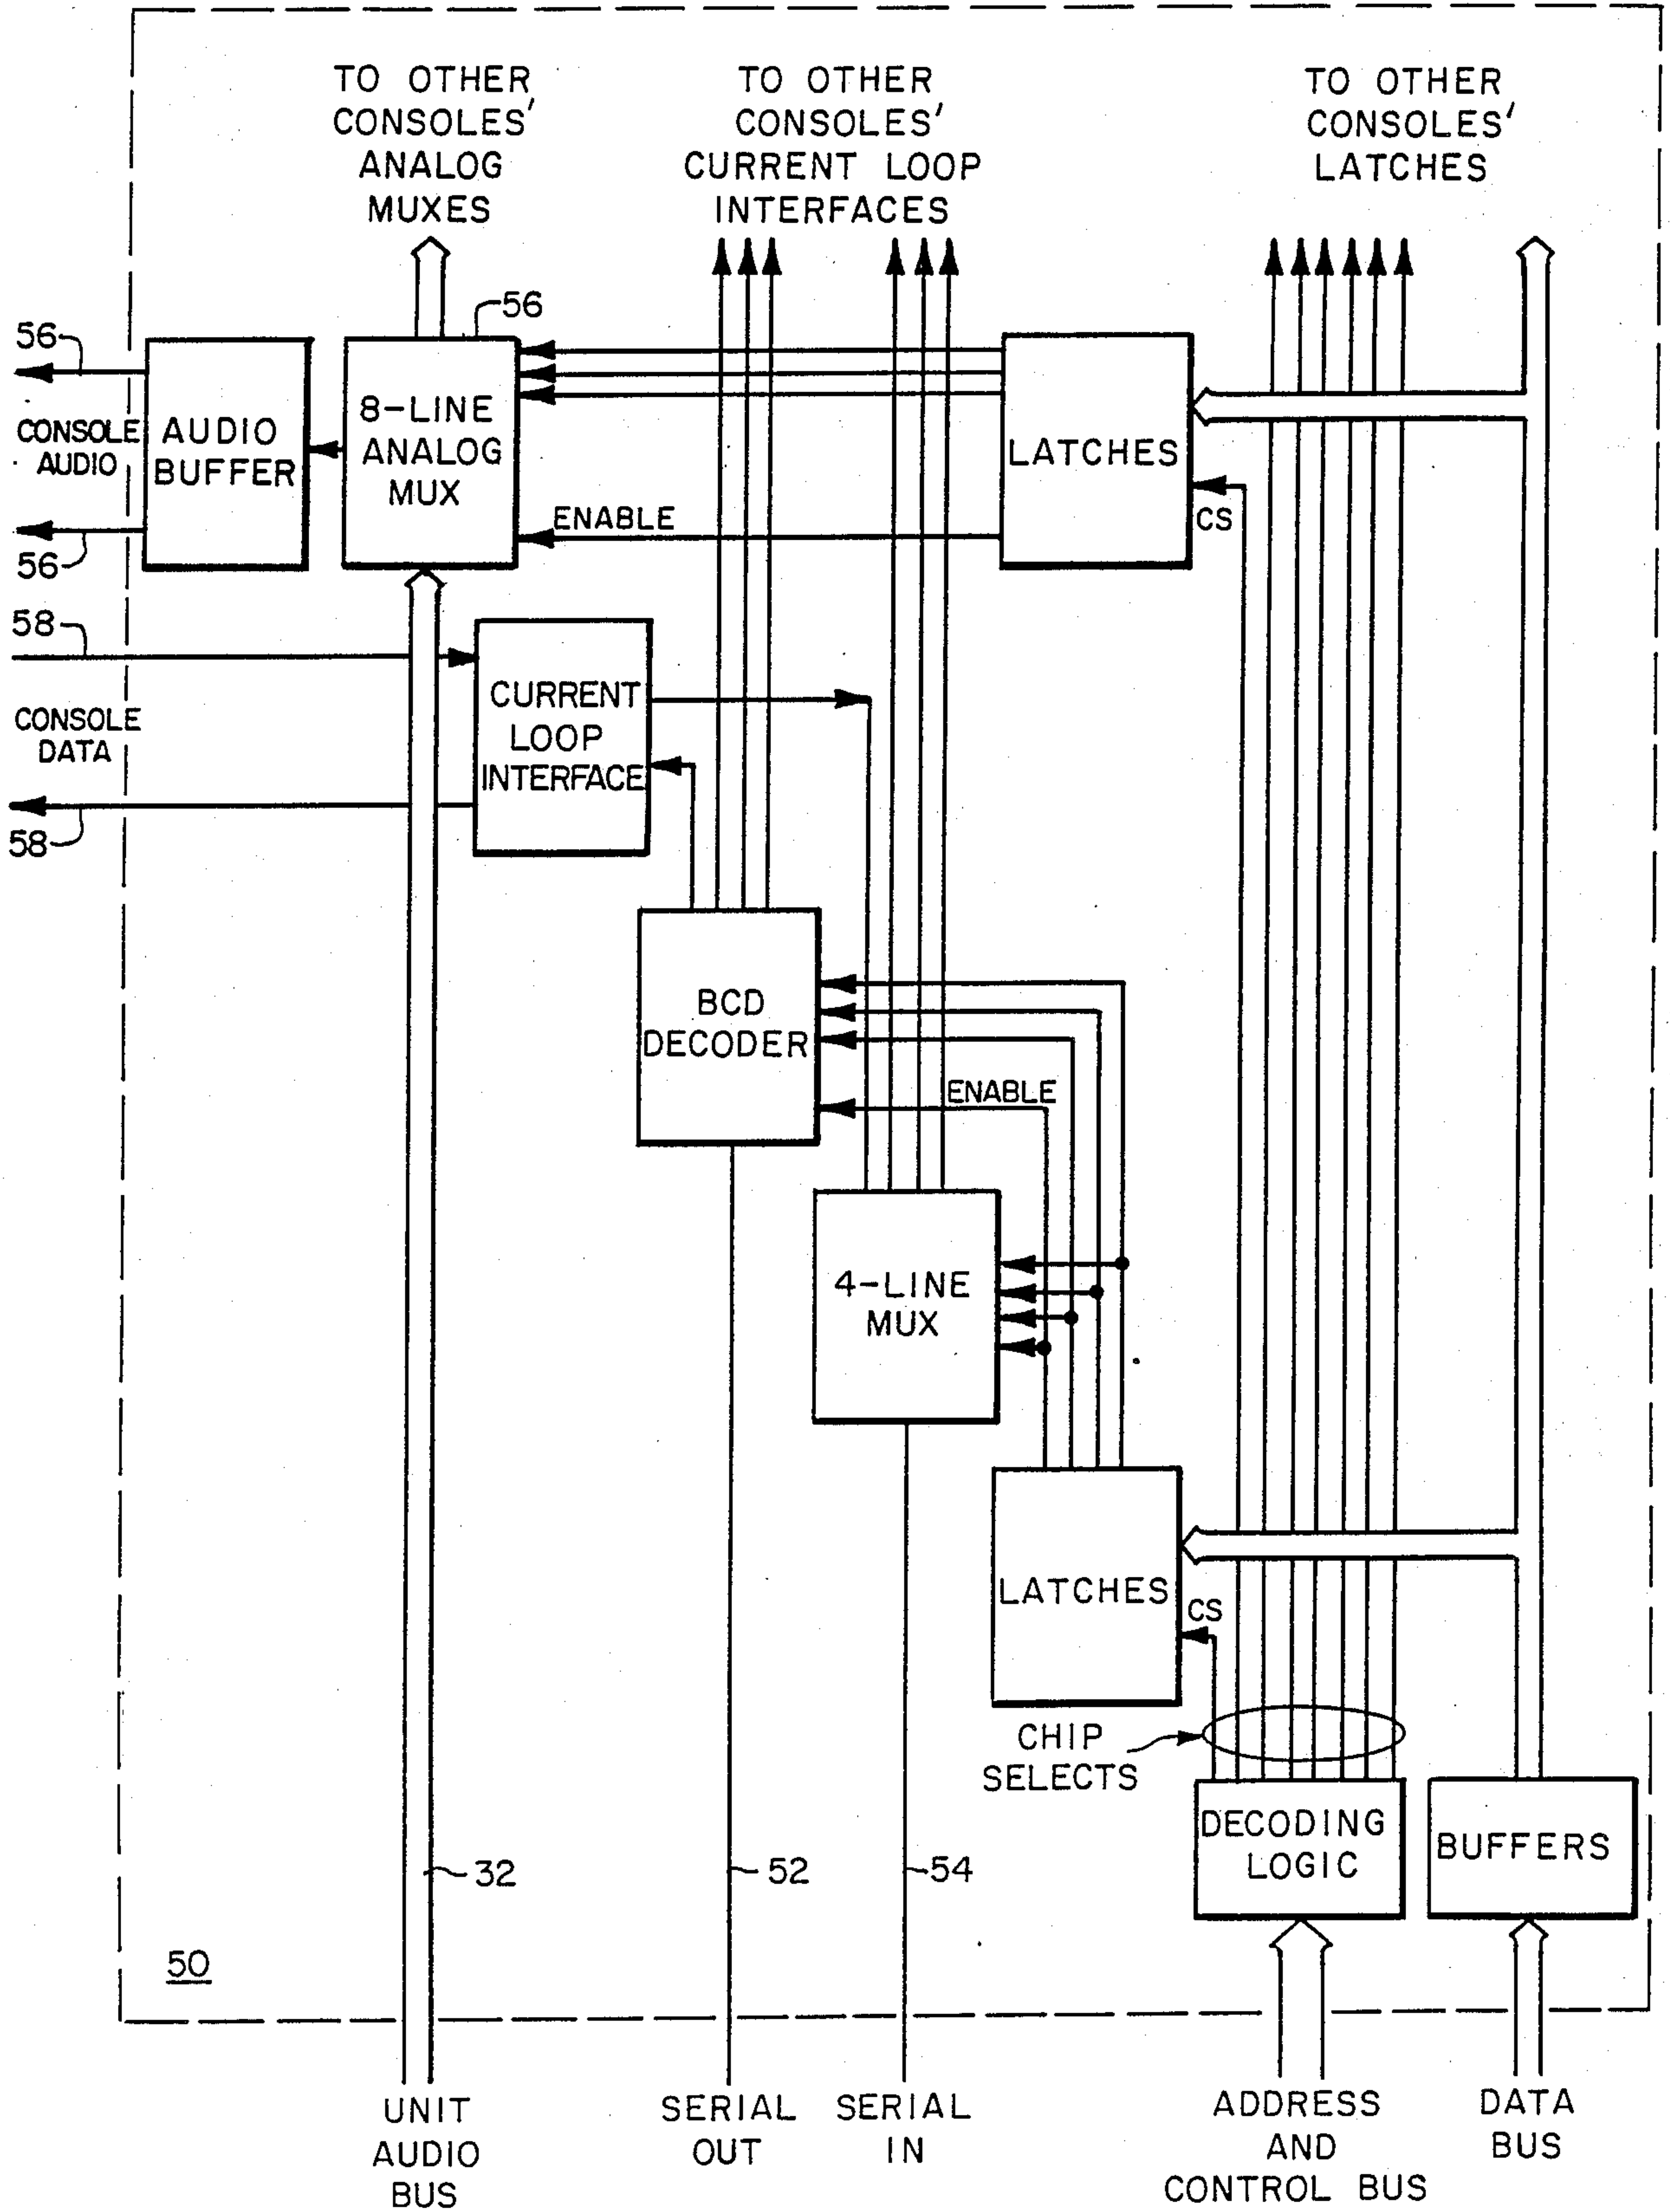 TO OTHER
CONSOLES'
ANALOG
MUXES
TO OTHER
CONSOLES'
CURRENT LOOP
INTERFACES
TO OTHER
CONSOLES'
LATCHES
56
56
CONSOLE
AUDIO
AUDIO
BUFFER
8-LINE
ANALOG
MUX
ENABLE
LATCHES
CS
56
58
CONSOLE
DATA
58
CURRENT
LOOP
INTERFACE
BCD
DECODER
ENABLE
4-LINE
MUX
LATCHES
CS
CHIP
SELECTS
DECODING
LOGIC
BUFFERS
32
52
54
50
UNIT
AUDIO
BUS
SERIAL
OUT
SERIAL
IN
ADDRESS
AND
CONTROL BUS
DATA
BUS